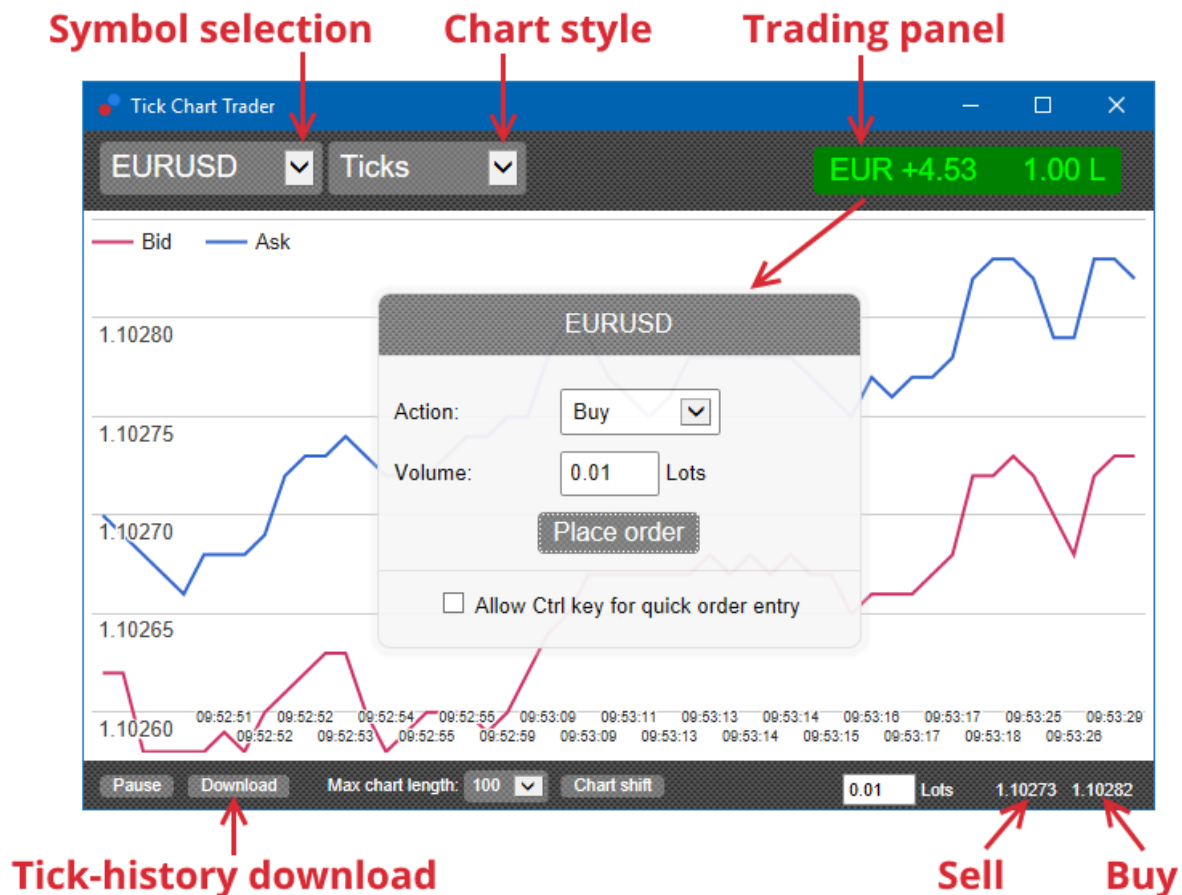 Symbol selection Chart style Trading panel
Tick Chart Trader
EURUSD Ticks EUR +4.53 1.00 L
Bid Ask
1.10280
1.10275
1.10270
1.10265
1.10260
EURUSD
Action: Buy
Volume: 0.01 Lots
Place order
Allow Ctrl key for quick order entry
09:52:51 09:52:52 09:52:54 09:52:55 09:53:09 09:53:11 09:53:13 09:53:14 09:53:16 09:53:17 09:53:25 09:53:29
09:52:52 09:52:53 09:52:55 09:52:59 09:53:09 09:53:13 09:53:14 09:53:15 09:53:17 09:53:18 09:53:26
Pause Download Max chart length: 100 Chart shift 0.01 Lots 1.10273 1.10282
Tick-history download Sell Buy